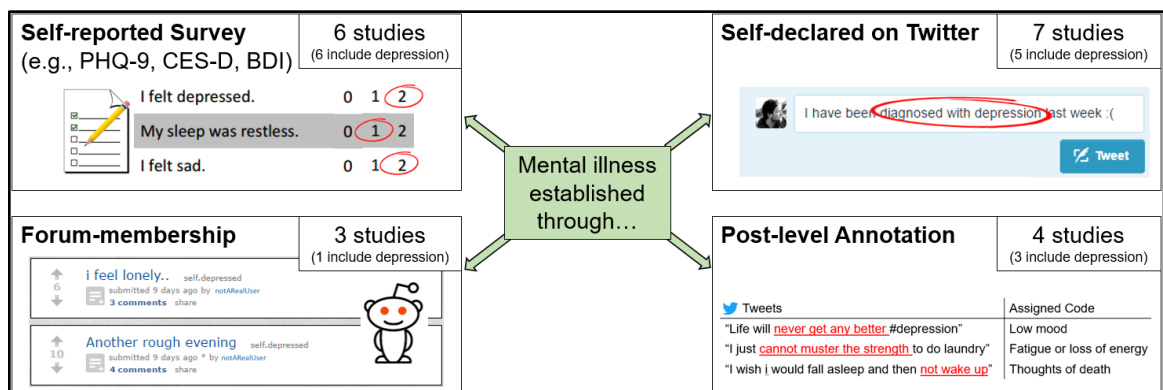 Self-reported Survey
(e.g., PHQ-9, CES-D, BDI)
6 studies
(6 include depression)
I felt depressed. 0 1 2
My sleep was restless. 0 1 2
I felt sad. 0 1 2
Self-declared on Twitter
7 studies
(5 include depression)
I have been diagnosed with depression last week :(
Tweet
Mental illness
established
through...
Forum-membership
3 studies
(1 include depression)
6
i feel lonely.. self.depressed
submitted 9 days ago by notARealUser
3 comments share
10
Another rough evening self.depressed
submitted 9 days ago * by notARealUser
4 comments share
Post-level Annotation
4 studies
(3 include depression)
Tweets Assigned Code
“Life will never get any better #depression” Low mood
“I just cannot muster the strength to do laundry” Fatigue or loss of energy
“I wish i would fall asleep and then not wake up” Thoughts of death